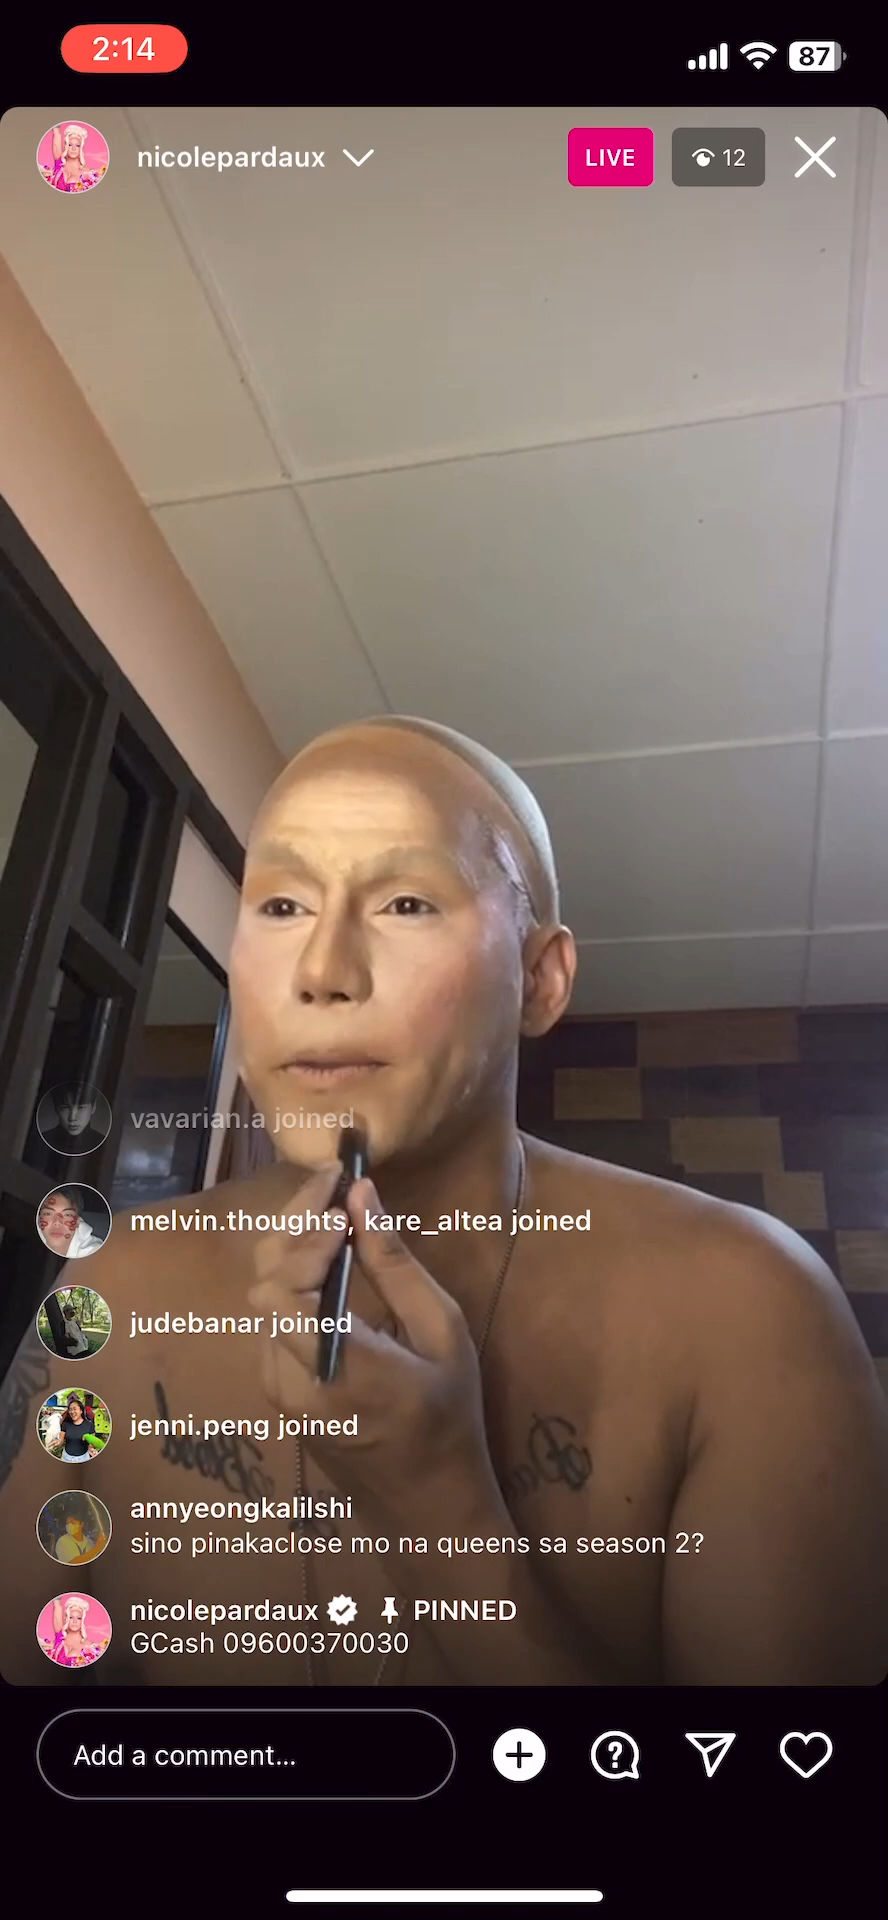 2:14
87
nicolepardaux
LIVE
12
vavarian.a joined
melvin.thoughts, kare_altea joined
judebanar joined
jenni.peng joined
annyeongkalilshi
sino pinakaclose mo na queens sa season 2?
nicolepardaux PINNED
GCash 09600370030
Add a comment...